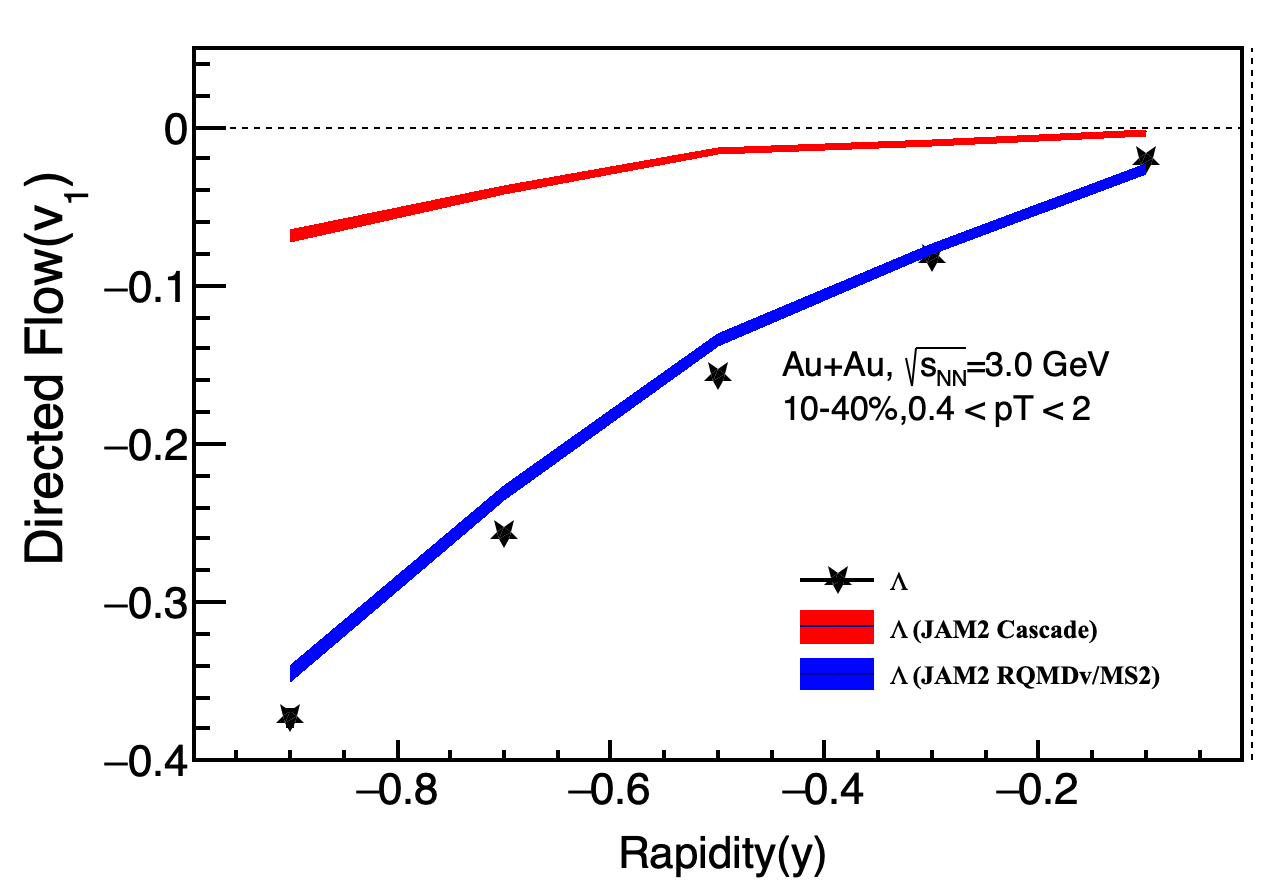 Directed Flow(v1)
0
−0.1
−0.2
−0.3
−0.4
Au+Au, √sNN=3.0 GeV
10-40%,0.4 < pT < 2
Λ
Λ (JAM2 Cascade)
Λ (JAM2 RQMDv/MS2)
−0.8 −0.6 −0.4 −0.2
Rapidity(y)